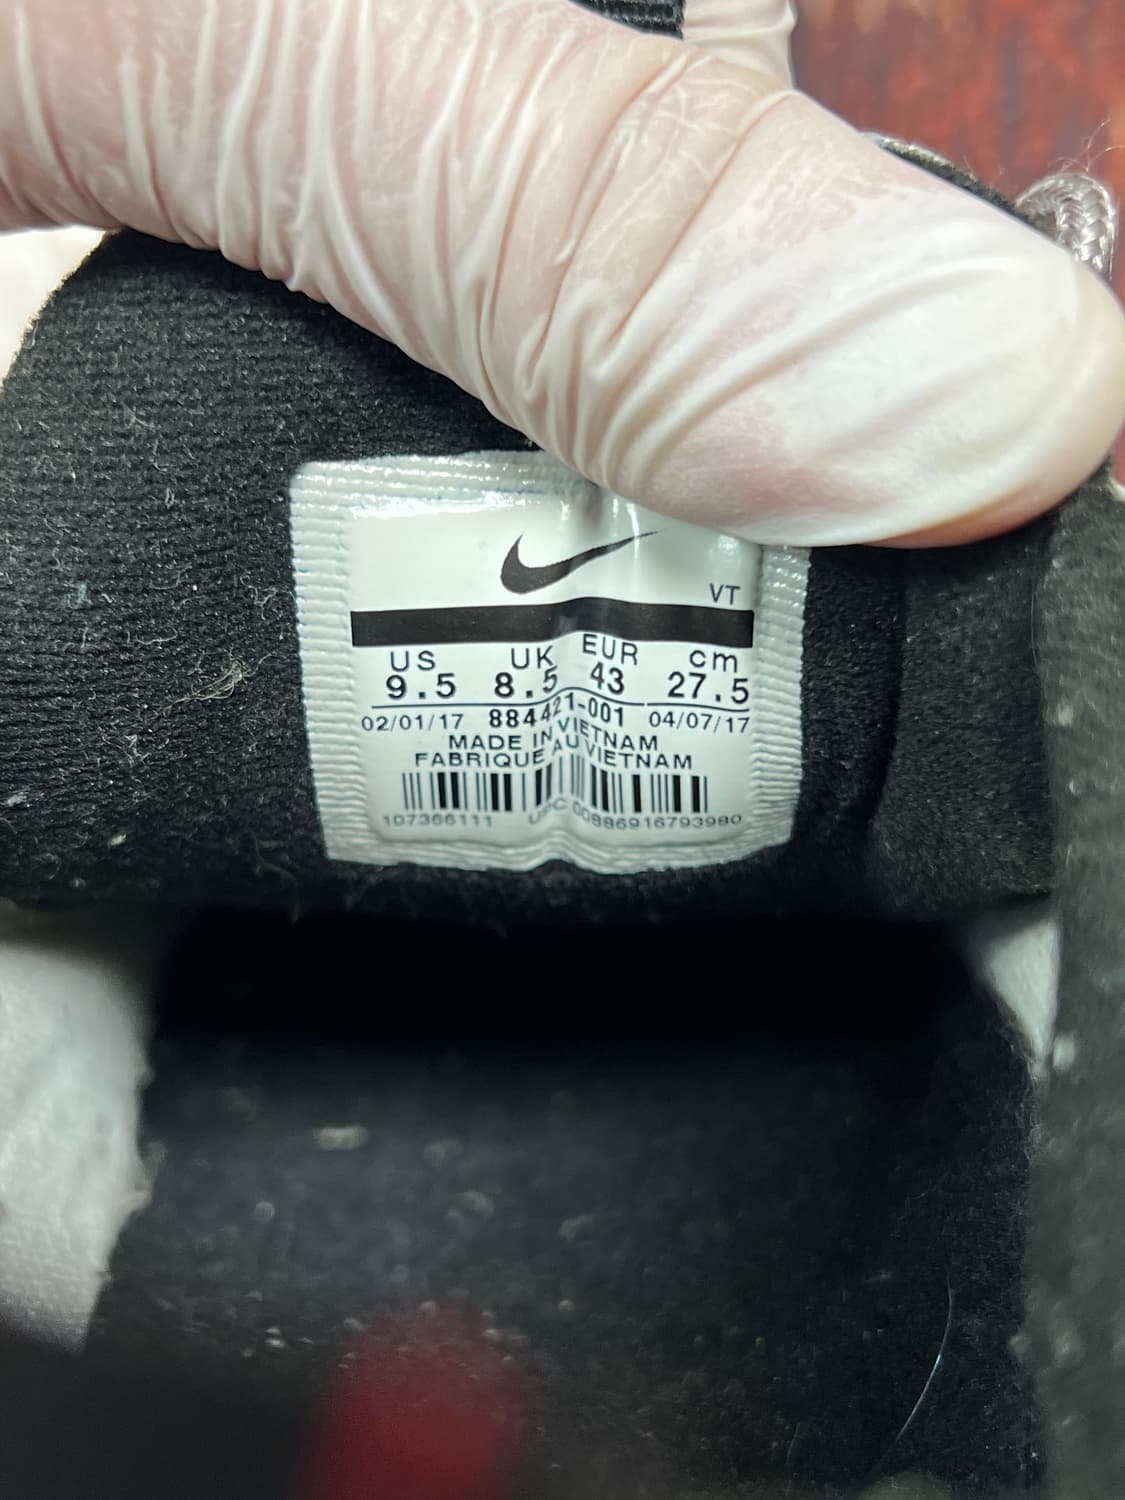 VT
US UK EUR cm
9.5 8.5 43 27.5
02/01/17 884421-001 04/07/17
MADE IN VIETNAM
FABRIQUE AU VIETNAM
107366111 UPC 00886916793980